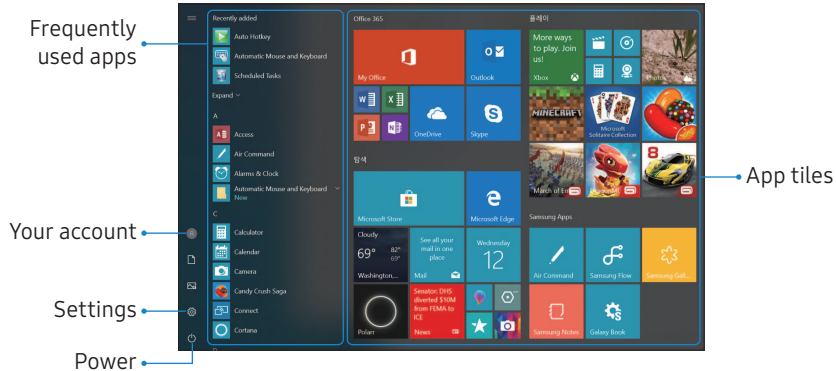 Frequently
used apps
Your account
Settings
Power
Recently added
Auto Hotkey
Automatic Mouse and Keyboard
Scheduled Tasks
Expand
A
Access
Air Command
Alarms & Clock
Automatic Mouse and Keyboard
New
C
Calculator
Calendar
Camera
Candy Crush Saga
Connect
Cortana
Office 365
My Office
Outlook
OneDrive
Skype
탐색
Microsoft Store
Microsoft Edge
Cloudy
69° 82°
69°
Washington,...
See all your
mail in one
place
Mail
Wednesday
12
Polarr
Senator: DHS
diverted $10M
from FEMA to
ICE
News
플레이
More ways
to play. Join
us!
Xbox
Photos
MINECRAFT
Microsoft
Solitaire Collection
March of Em
8
Samsung Apps
Air Command
Samsung Flow
Samsung Gall...
Samsung Notes
Galaxy Book
App tiles